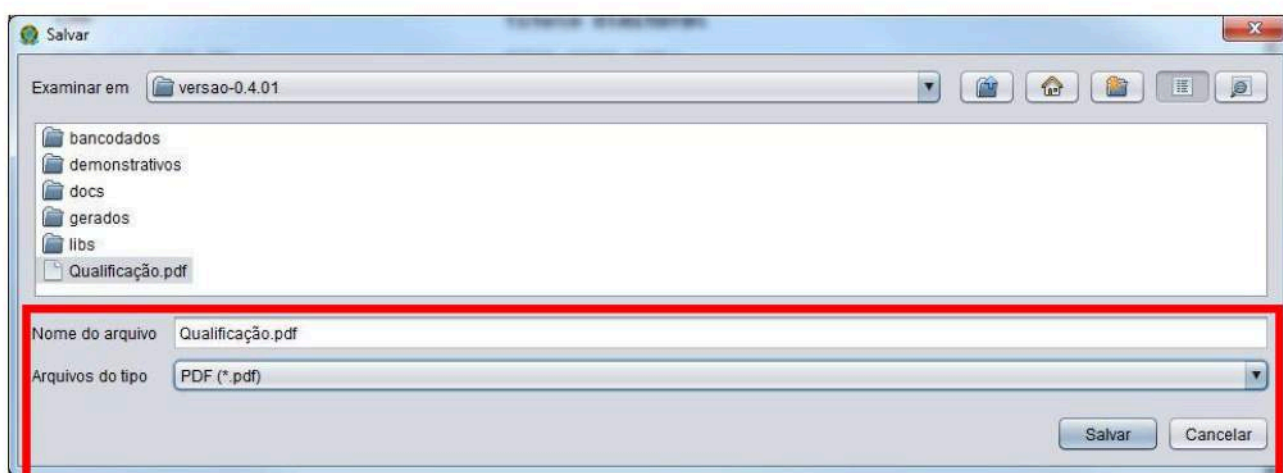 Salvar
Examinar em versao-0.4.01
bancodados
demonstrativos
docs
gerados
libs
Qualificação.pdf
Nome do arquivo Qualificação.pdf
Arquivos do tipo PDF (*.pdf)
Salvar Cancelar